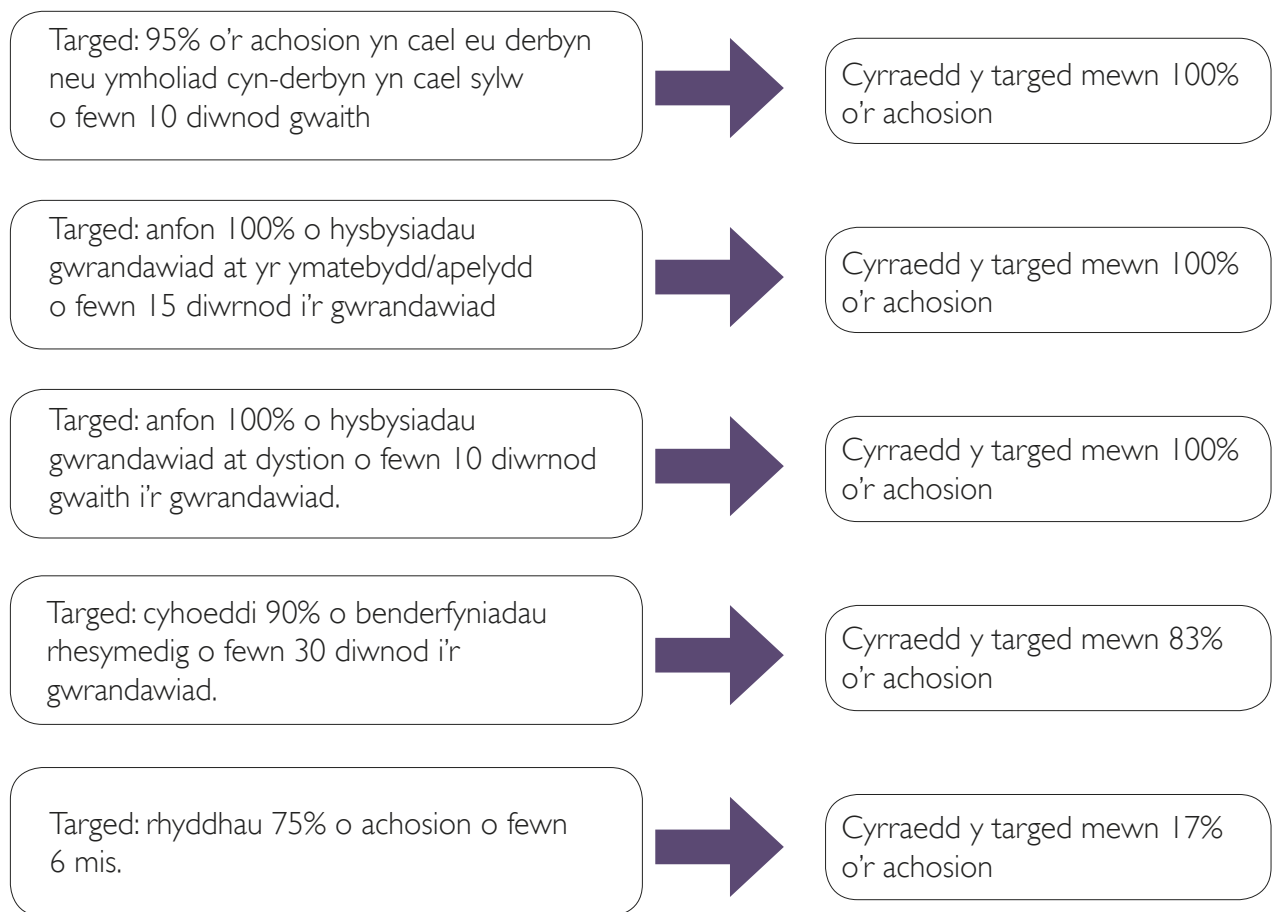 Targed: 95% o'r achosion yn cael eu derbyn
neu ymholiad cyn-derbyn yn cael sylw
o fewn 10 diwnod gwaith
Cyrraedd y targed mewn 100%
o'r achosion
Targed: anfon 100% o hysbysiadau
gwrandawiad at yr ymatebydd/apelydd
o fewn 15 diwrnod i'r gwrandawiad
Cyrraedd y targed mewn 100%
o'r achosion
Targed: anfon 100% o hysbysiadau
gwrandawiad at dystion o fewn 10 diwrnod
gwaith i'r gwrandawiad.
Cyrraedd y targed mewn 100%
o'r achosion
Targed: cyhoeddi 90% o benderfyniadau
rhesymedig o fewn 30 diwnod i'r
gwrandawiad.
Cyrraedd y targed mewn 83%
o'r achosion
Targed: rhyddhau 75% o achosion o fewn
6 mis.
Cyrraedd y targed mewn 17%
o'r achosion